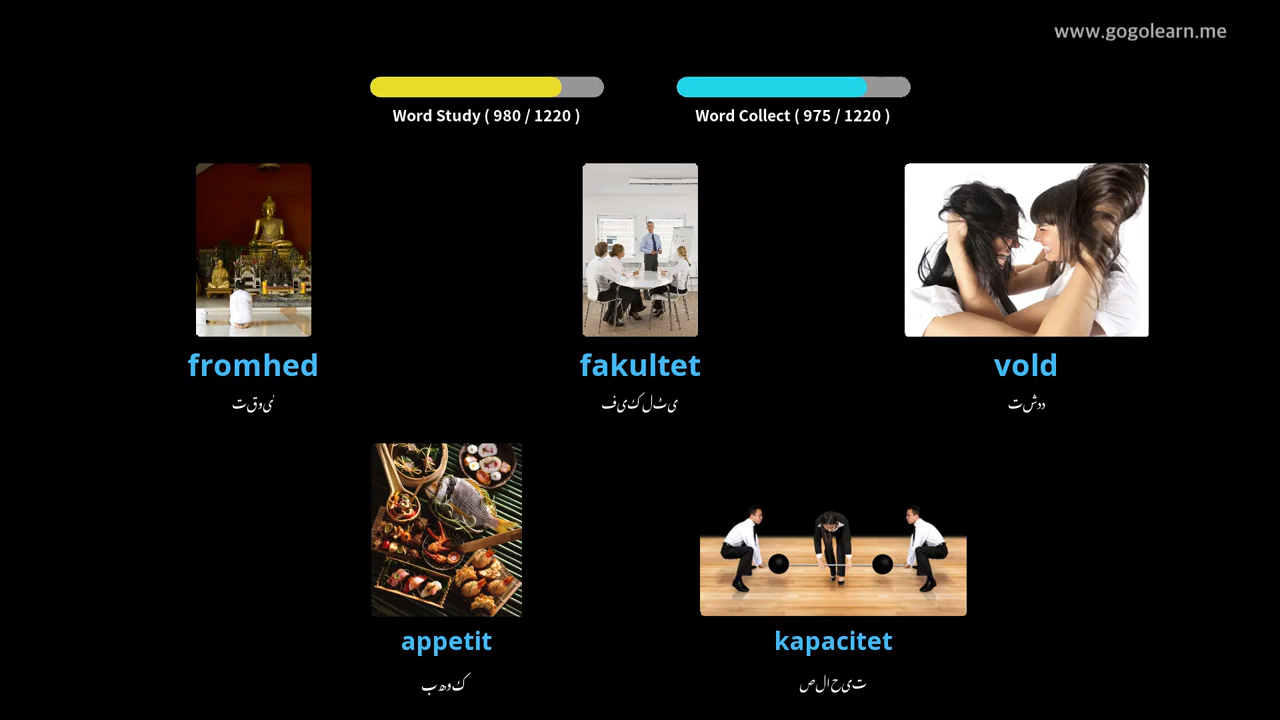 www.gogolearn.me
Word Study ( 980 / 1220 )
Word Collect ( 975 / 1220 )
fromhed
fakultet
vold
تقویٰ
فیکلٹی
تشدد
appetit
kapacitet
بھوک
صلاحیت